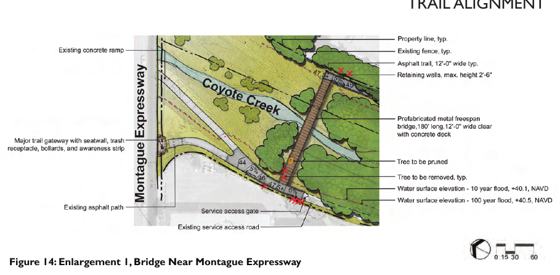 TRAIL ALIGNMENT
Property line, typ.
Existing fence, typ.
Asphalt trail, 12'-0" wide typ.
Retaining walls, max. height 2'-6"
Existing concrete ramp
Coyote Creek
Montague Expressway
Prefabricated metal freespan
bridge, 180' long, 12'-0" wide clear
with concrete deck
Major trail gateway with seatwall, trash
receptacle, bollards, and awareness strip
Tree to be pruned
Tree to be removed, typ.
Water surface elevation - 10 year flood, +40.1, NAVD
Water surface elevation - 100 year flood, +40.5, NAVD
Existing asphalt path
Service access gate
Existing service access road
0 15 30 60
Figure 14: Enlargement 1, Bridge Near Montague Expressway